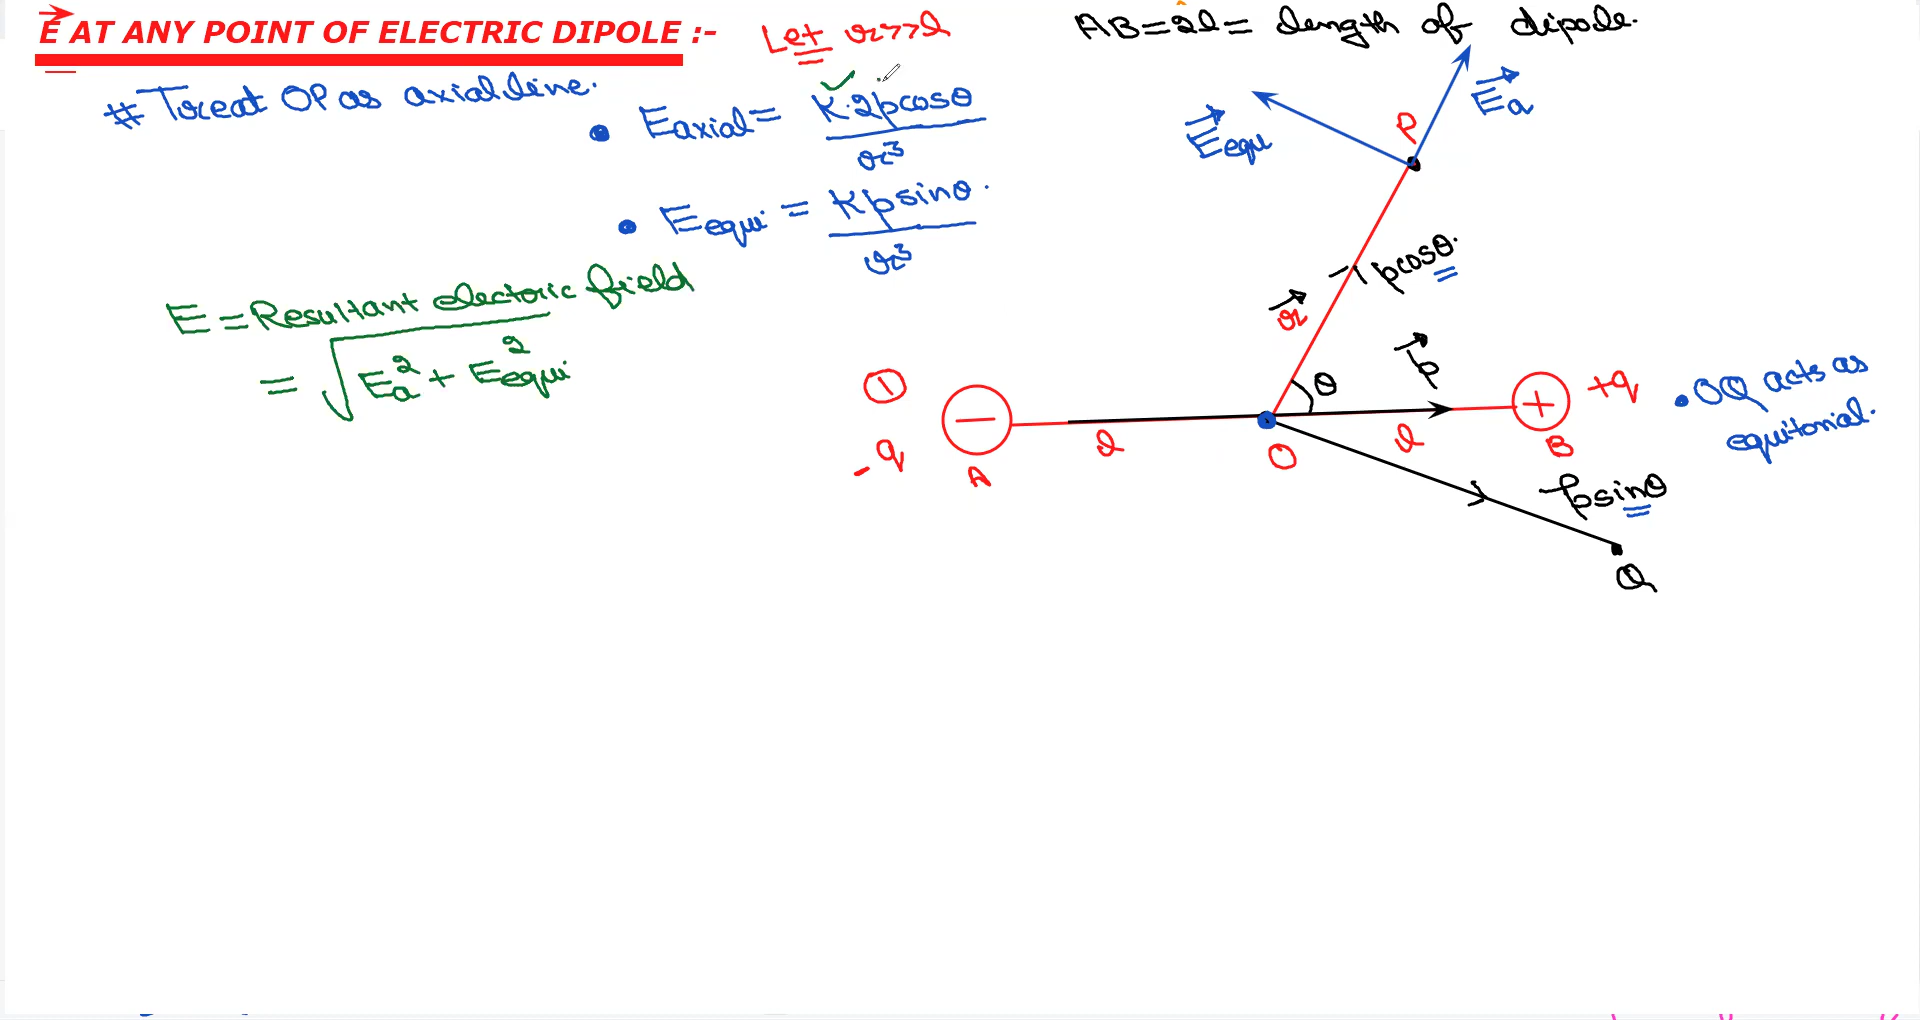 E AT ANY POINT OF ELECTRIC DIPOLE :-
Let r>>l
AB=2l= length of dipole.
# Treat OP as axial line.
• Eaxial = K·2pcosθ / r³
• Eequi = Kpsinθ / r³
E = Resultant electric field
= √Ea² + Eequi²
Eequ
Ea
P
pcosθ.
r
p
θ
①
-q
A
l
O
l
B
+q
• OQ acts as
equitorial.
psinθ
Q